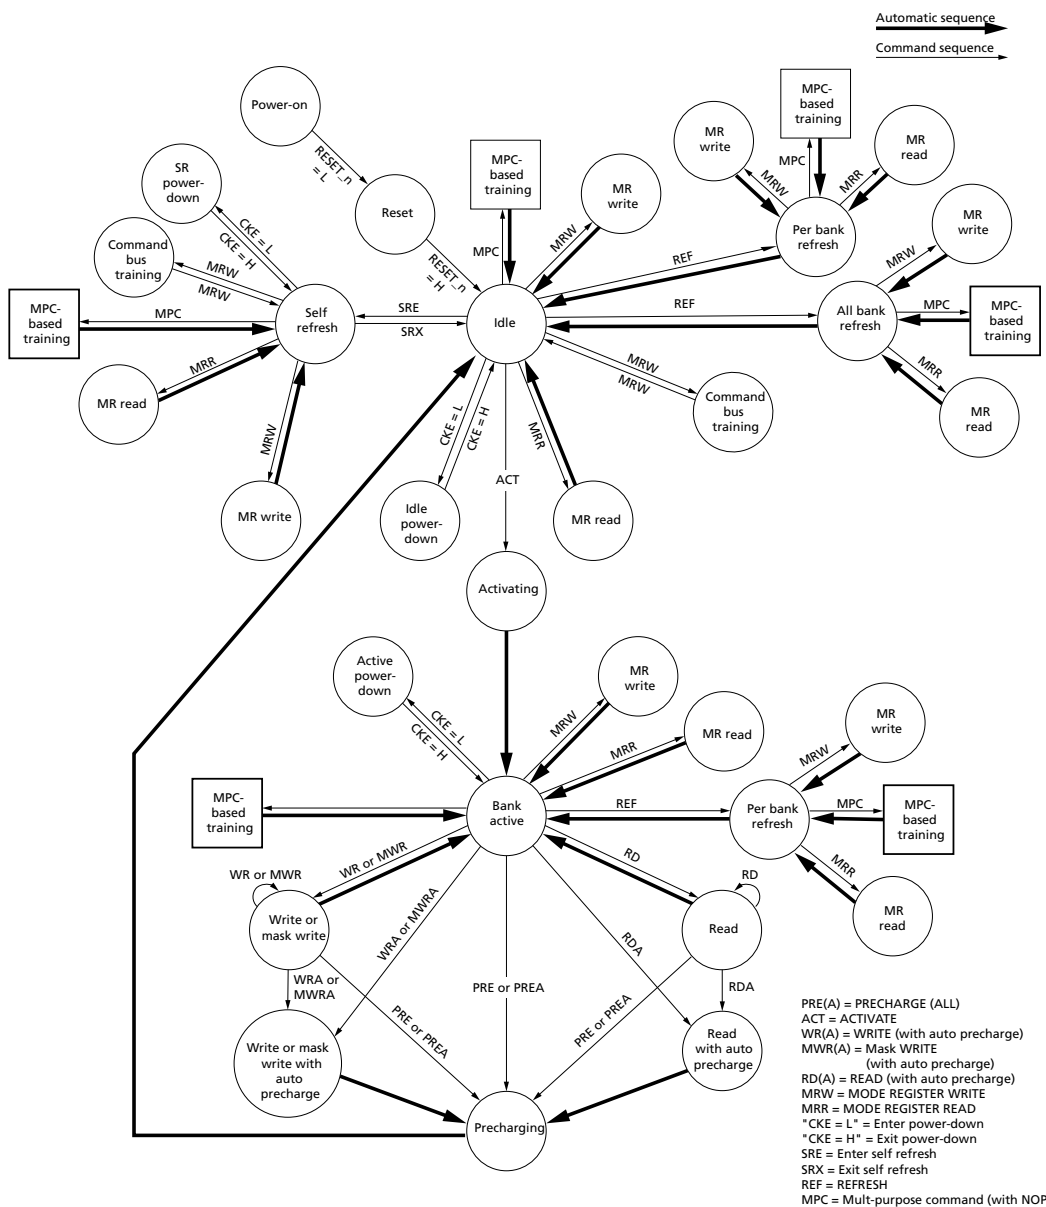 Automatic sequence
Command sequence
Power-on
RESET_n
= L
Reset
RESET_n
= H
SR
power-
down
CKE = L
CKE = H
Command
bus
training
MRW
MRW
MPC-
based
training
MPC
Self
refresh
MRR
MR read
MRW
MR write
SRE
SRX
Idle
MPC-
based
training
MPC
MR
write
MRW
REF
Per bank
refresh
MR
write
MRW
MPC-
based
training
MPC
MR
read
MRR
REF
All bank
refresh
MR
write
MRW
MPC
MPC-
based
training
MRR
MR
read
MRW
MRW
Command
bus
training
CKE = L
CKE = H
Idle
power-
down
ACT
MRR
MR read
Activating
Active
power-
down
CKE = L
CKE = H
MR
write
MRW
MR read
MRR
MPC-
based
training
Bank
active
REF
Per bank
refresh
MR
write
MRW
MPC
MPC-
based
training
MRR
MR
read
WR or MWR
WR or MWR
Write or
mask write
RD
RD
Read
WRA or MWRA
RDA
WRA or
MWRA
PRE or PREA
PRE or PREA
PRE or PREA
RDA
Write or mask
write with
auto
precharge
Read
with auto
precharge
Precharging
PRE(A) = PRECHARGE (ALL)
ACT = ACTIVATE
WR(A) = WRITE (with auto precharge)
MWR(A) = Mask WRITE
(with auto precharge)
RD(A) = READ (with auto precharge)
MRW = MODE REGISTER WRITE
MRR = MODE REGISTER READ
"CKE = L" = Enter power-down
"CKE = H" = Exit power-down
SRE = Enter self refresh
SRX = Exit self refresh
REF = REFRESH
MPC = Mult-purpose command (with NOP